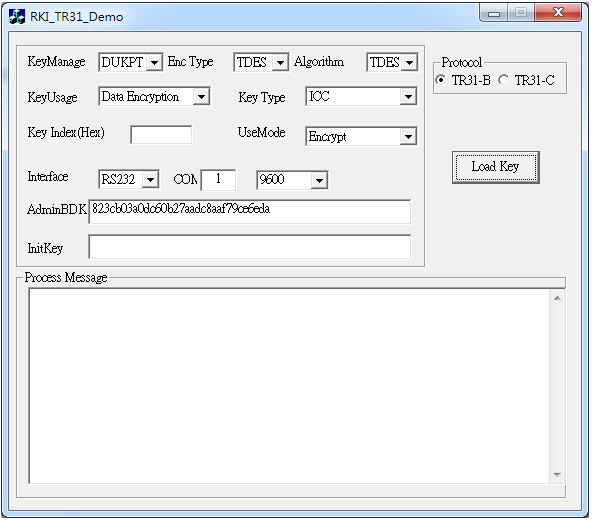 RKI_TR31_Demo
KeyManage DUKPT Enc Type TDES Algorithm TDES
Protocol
TR31-B TR31-C
KeyUsage Data Encryption Key Type ICC
Key Index(Hex) UseMode Encrypt
Load Key
Interface RS232 COM 1 9600
AdminBDK 823cb03a0dc60b27aadc8aaf79ce6eda
InitKey
Process Message